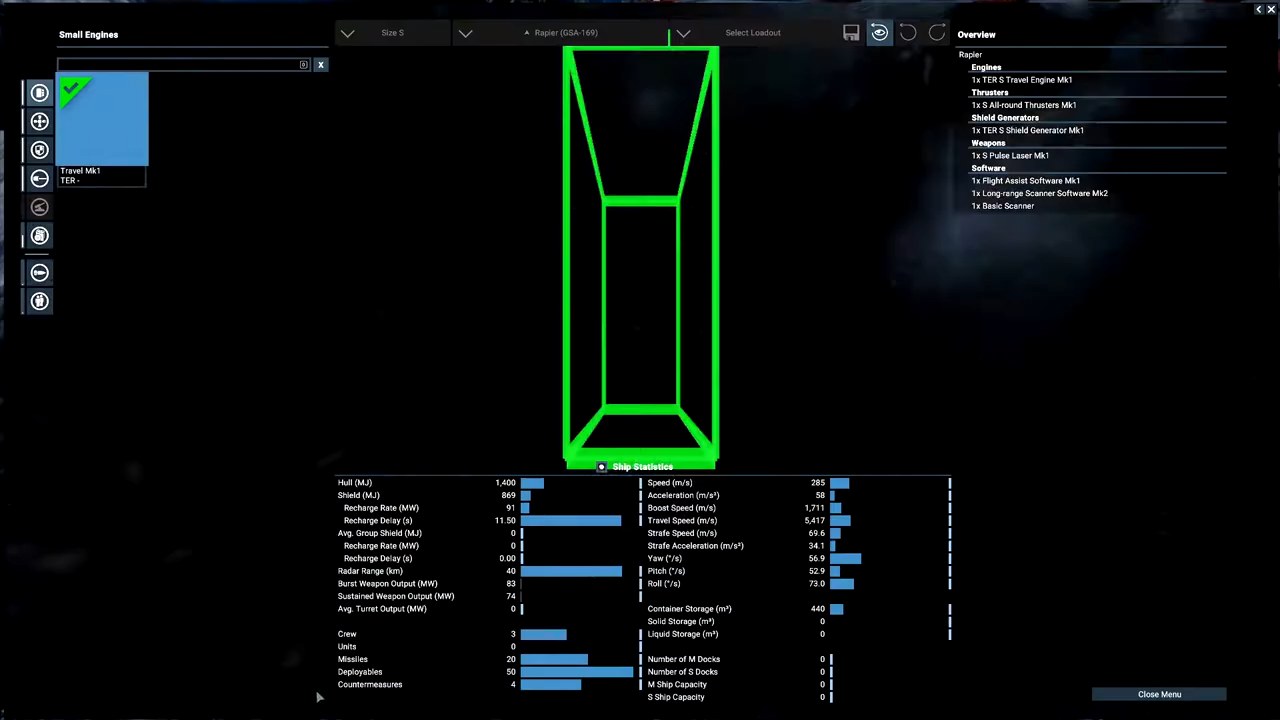 Small Engines
Size S
Rapier (GSA-169)
Select Loadout
Overview
x
Travel Mk1
TER -
Rapier
Engines
1x TER S Travel Engine Mk1
Thrusters
1x S All-round Thrusters Mk1
Shield Generators
1x TER S Shield Generator Mk1
Weapons
1x S Pulse Laser Mk1
Software
1x Flight Assist Software Mk1
1x Long-range Scanner Software Mk2
1x Basic Scanner
Ship Statistics
Hull (MJ) 1,400
Shield (MJ) 869
Recharge Rate (MW) 91
Recharge Delay (s) 11.50
Avg. Group Shield (MJ) 0
Recharge Rate (MW) 0
Recharge Delay (s) 0.00
Radar Range (km) 40
Burst Weapon Output (MW) 83
Sustained Weapon Output (MW) 74
Avg. Turret Output (MW) 0
Crew 3
Units 0
Missiles 20
Deployables 50
Countermeasures 4
Speed (m/s) 285
Acceleration (m/s²) 58
Boost Speed (m/s) 1,711
Travel Speed (m/s) 5,417
Strafe Speed (m/s) 69.6
Strafe Acceleration (m/s²) 34.1
Yaw (°/s) 56.9
Pitch (°/s) 52.9
Roll (°/s) 73.0
Container Storage (m³) 440
Solid Storage (m³) 0
Liquid Storage (m³) 0
Number of M Docks 0
Number of S Docks 0
M Ship Capacity 0
S Ship Capacity 0
Close Menu